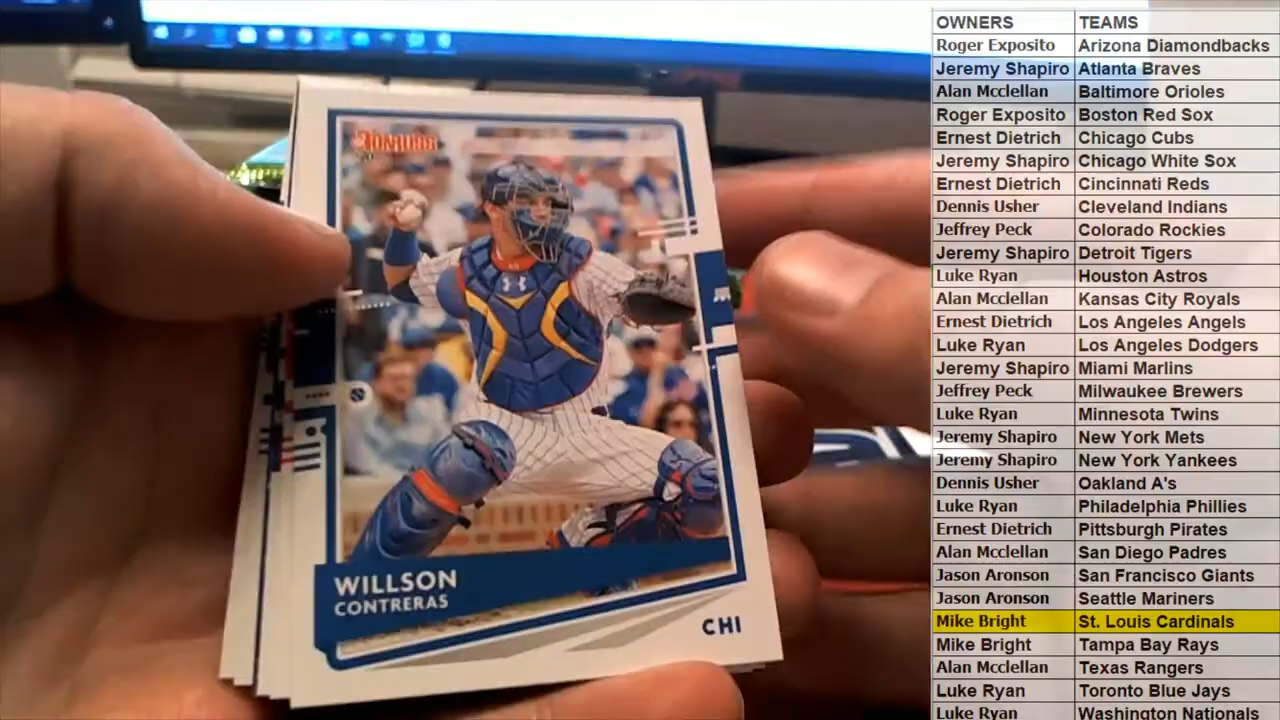 DONRUSS
WILLSON
CONTRERAS
CHI
OWNERS TEAMS
Roger Exposito Arizona Diamondbacks
Jeremy Shapiro Atlanta Braves
Alan Mcclellan Baltimore Orioles
Roger Exposito Boston Red Sox
Ernest Dietrich Chicago Cubs
Jeremy Shapiro Chicago White Sox
Ernest Dietrich Cincinnati Reds
Dennis Usher Cleveland Indians
Jeffrey Peck Colorado Rockies
Jeremy Shapiro Detroit Tigers
Luke Ryan Houston Astros
Alan Mcclellan Kansas City Royals
Ernest Dietrich Los Angeles Angels
Luke Ryan Los Angeles Dodgers
Jeremy Shapiro Miami Marlins
Jeffrey Peck Milwaukee Brewers
Luke Ryan Minnesota Twins
Jeremy Shapiro New York Mets
Jeremy Shapiro New York Yankees
Dennis Usher Oakland A's
Luke Ryan Philadelphia Phillies
Ernest Dietrich Pittsburgh Pirates
Alan Mcclellan San Diego Padres
Jason Aronson San Francisco Giants
Jason Aronson Seattle Mariners
Mike Bright St. Louis Cardinals
Mike Bright Tampa Bay Rays
Alan Mcclellan Texas Rangers
Luke Ryan Toronto Blue Jays
Luke Ryan Washington Nationals